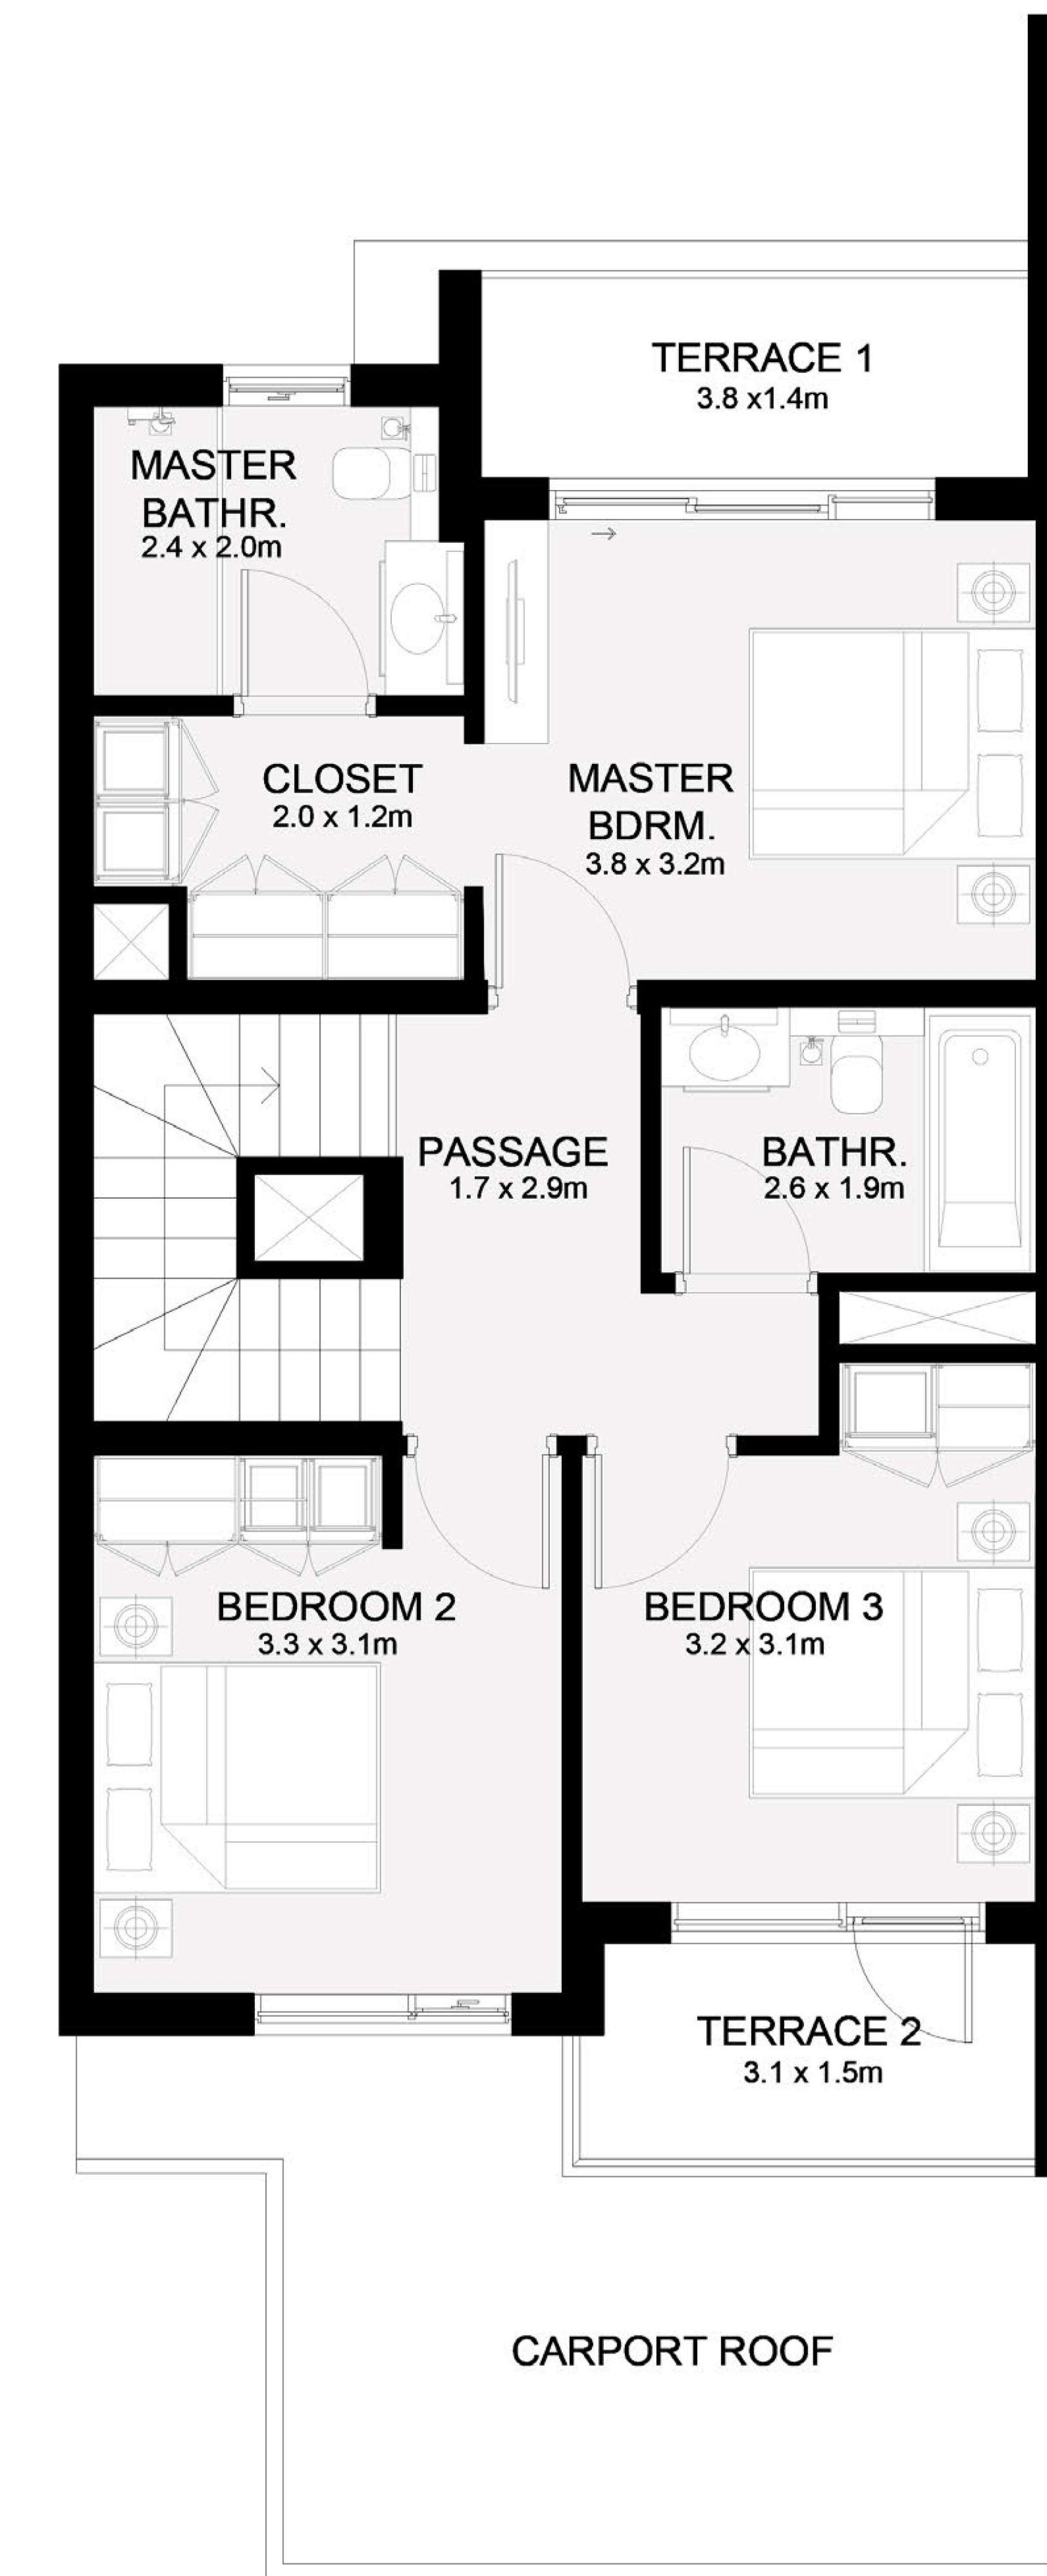 TERRACE 1
3.8 x1.4m
MASTER
BATHR.
2.4 x 2.0m
CLOSET
2.0 x 1.2m
MASTER
BDRM.
3.8 x 3.2m
PASSAGE
1.7 x 2.9m
BATHR.
2.6 x 1.9m
BEDROOM 2
3.3 x 3.1m
BEDROOM 3
3.2 x 3.1m
TERRACE 2
3.1 x 1.5m
CARPORT ROOF